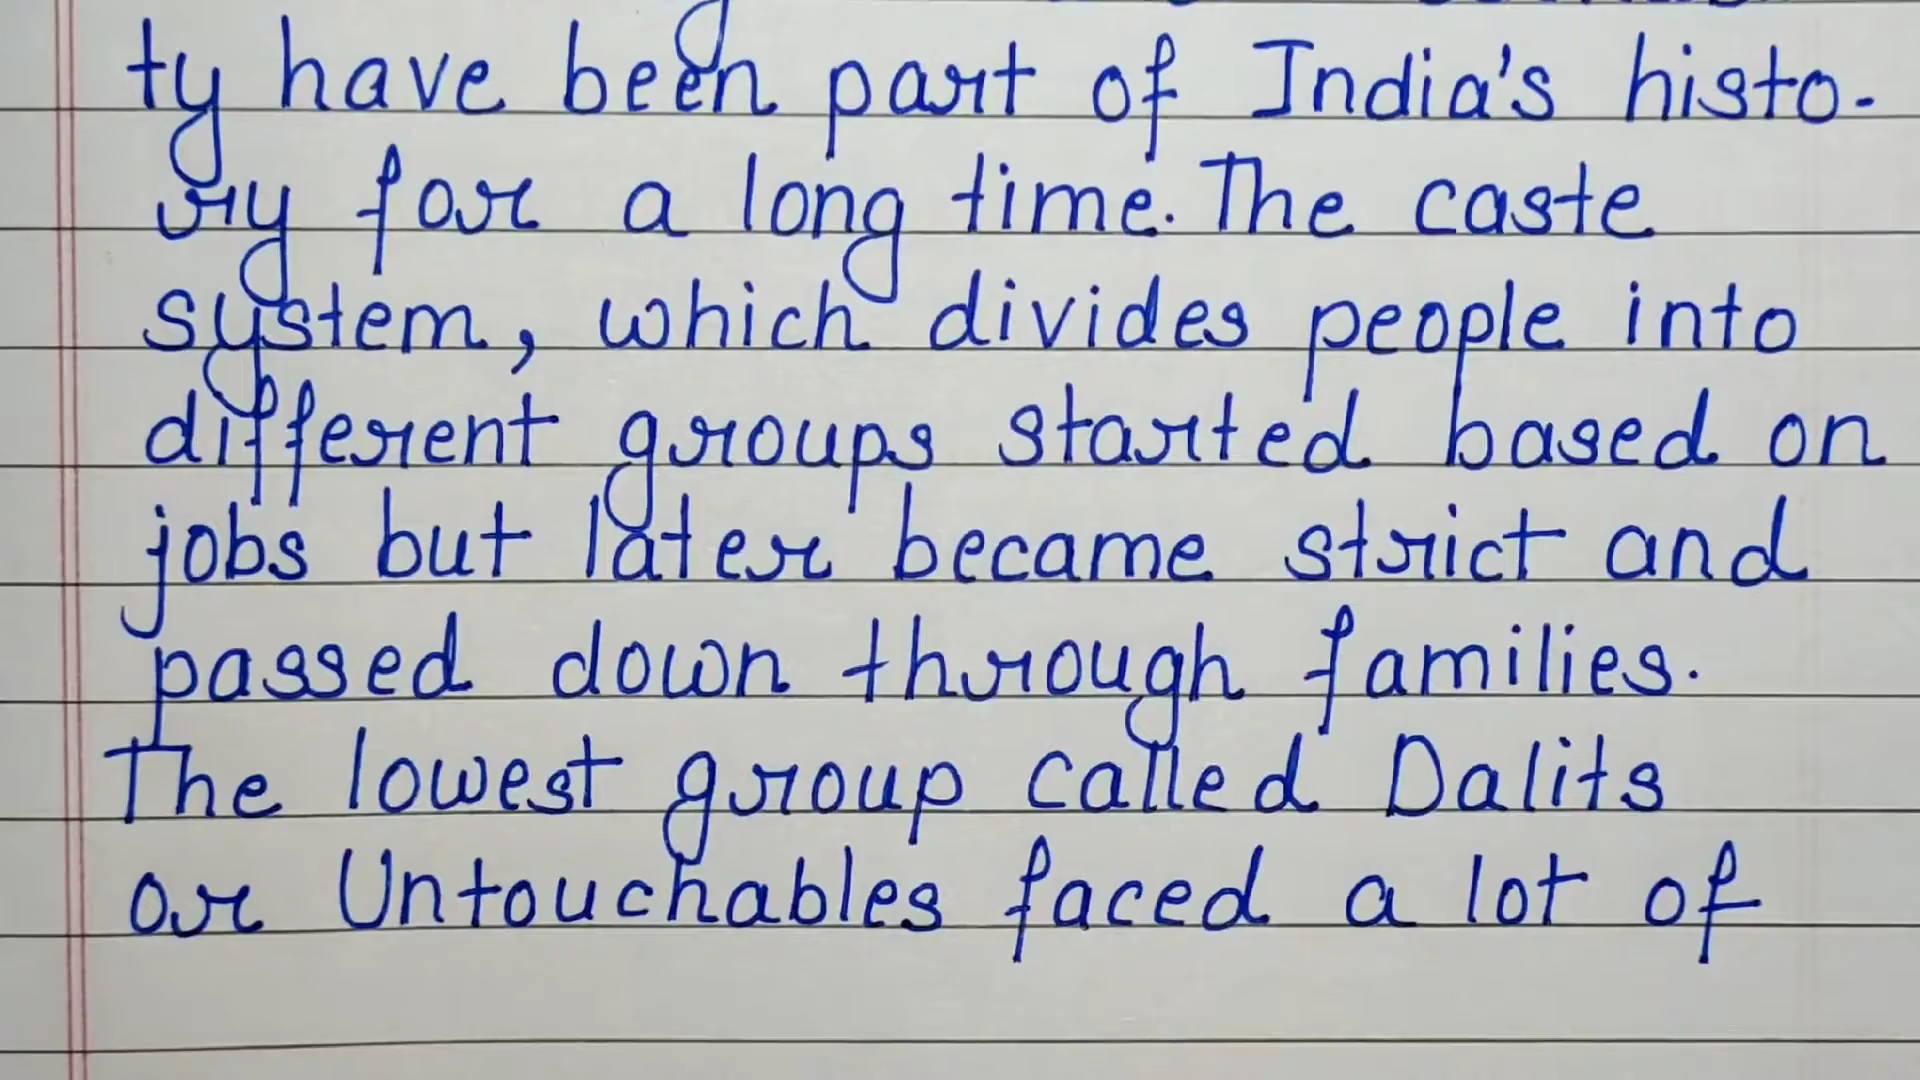 ty have been part of India's histo-
ry for a long time. The caste
system, which divides people into
different groups started based on
jobs but later became strict and
passed down through families.
The lowest group called Dalits
or Untouchables faced a lot of